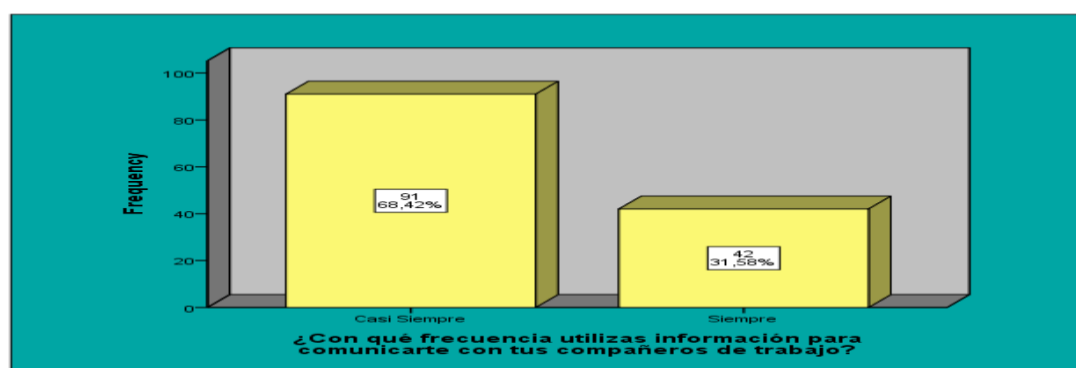 100
80
60
40
20
0
Frequency
91
68,42%
42
31,58%
Casi Siempre
Siempre
¿Con qué frecuencia utilizas información para
comunicarte con tus compañeros de trabajo?